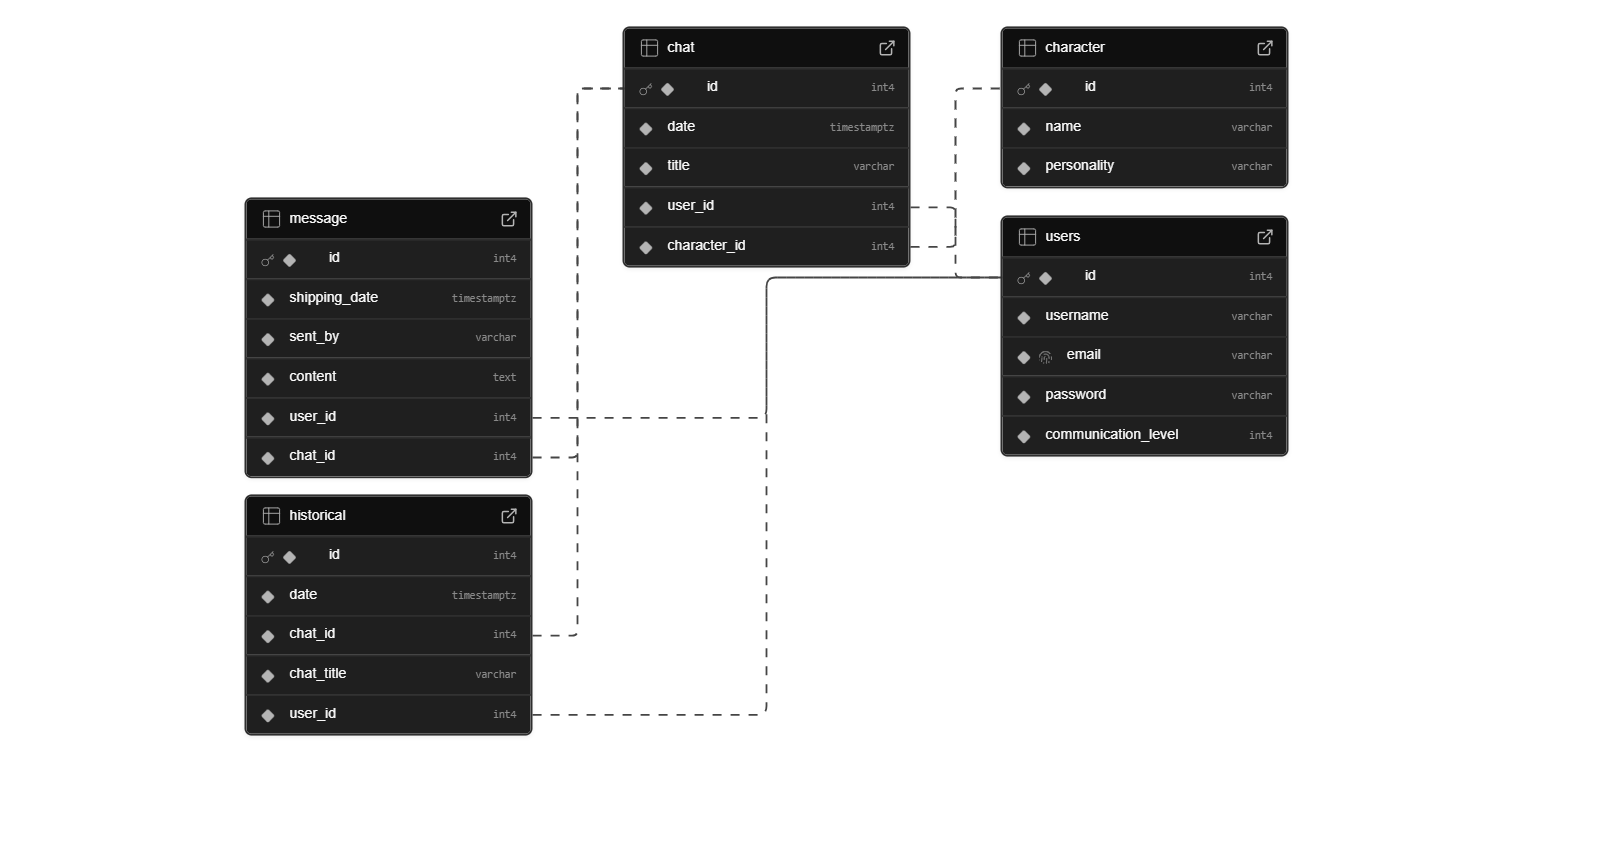 chat
id int4
date timestamptz
title varchar
user_id int4
character_id int4
character
id int4
name varchar
personality varchar
message
id int4
shipping_date timestamptz
sent_by varchar
content text
user_id int4
chat_id int4
users
id int4
username varchar
email varchar
password varchar
communication_level int4
historical
id int4
date timestamptz
chat_id int4
chat_title varchar
user_id int4